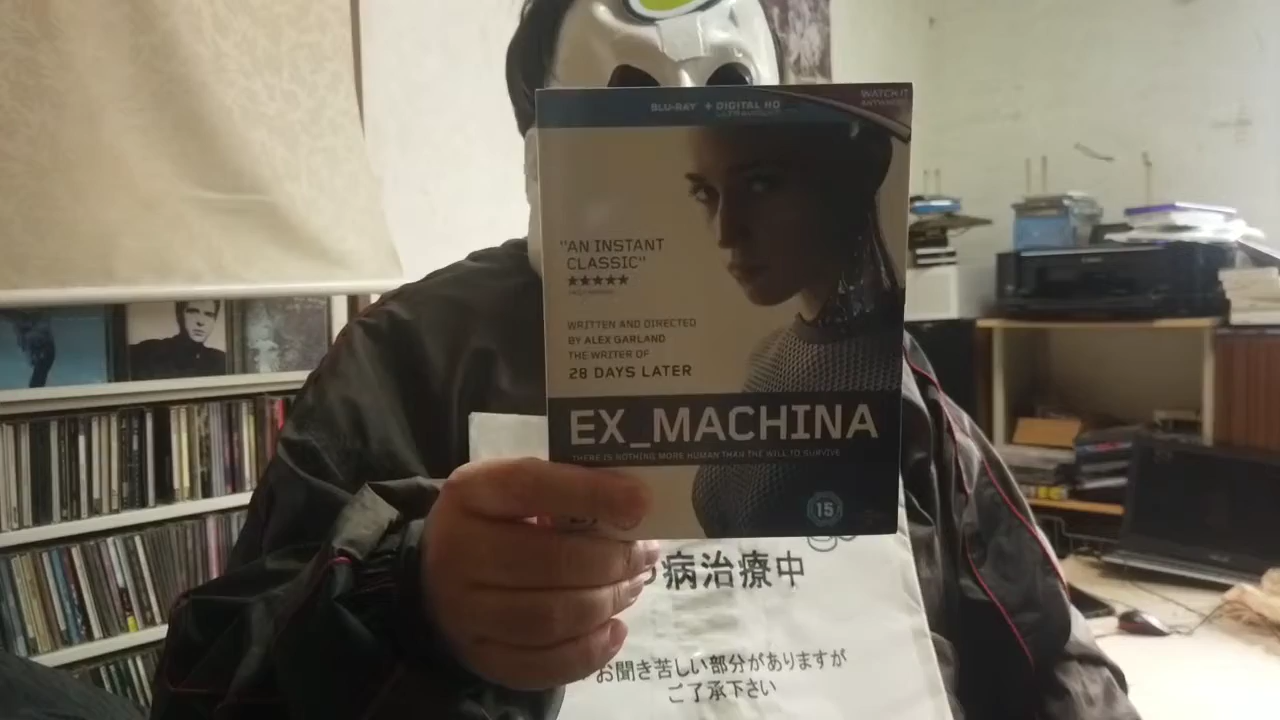 BLU-RAY + DIGITAL HD
WATCH IT
ANYWHERE
"AN INSTANT
CLASSIC"
★★★★★
WRITTEN AND DIRECTED
BY ALEX GARLAND
THE WRITER OF
28 DAYS LATER
EX_MACHINA
THERE IS NOTHING MORE HUMAN THAN THE WILL TO SURVIVE
15
病治療中
お聞き苦しい部分がありますが
ご了承下さい